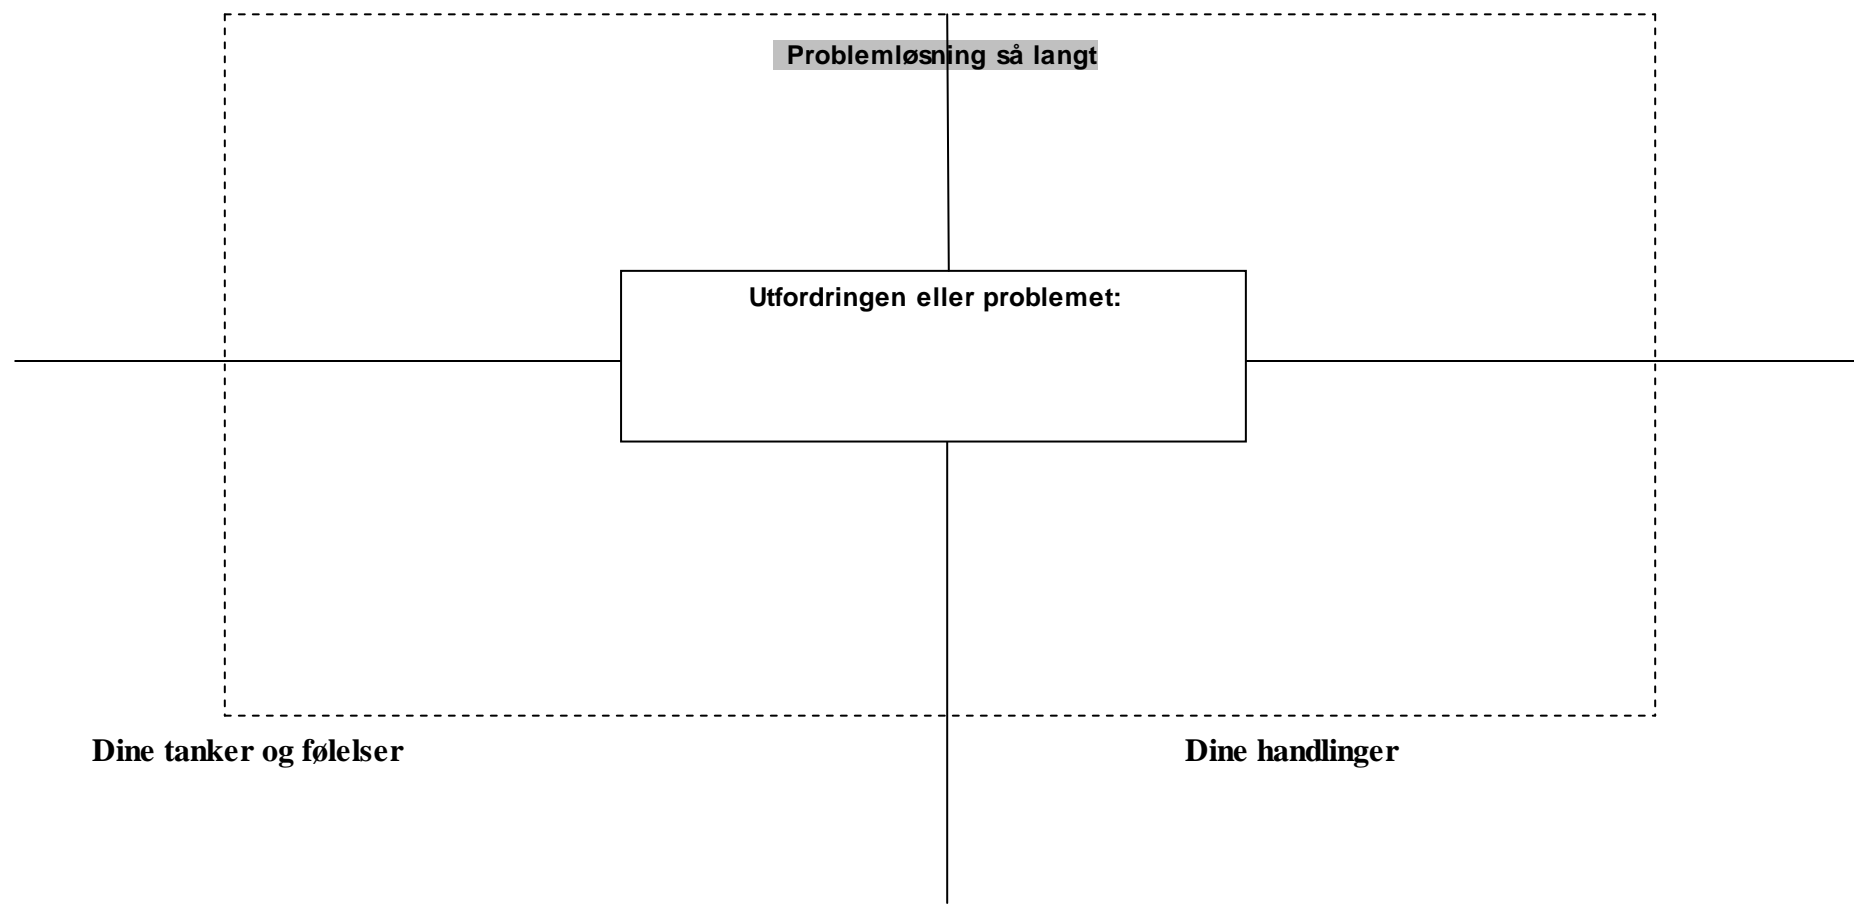 Problemløsning så langt
Utfordringen eller problemet:
Dine tanker og følelser
Dine handlinger